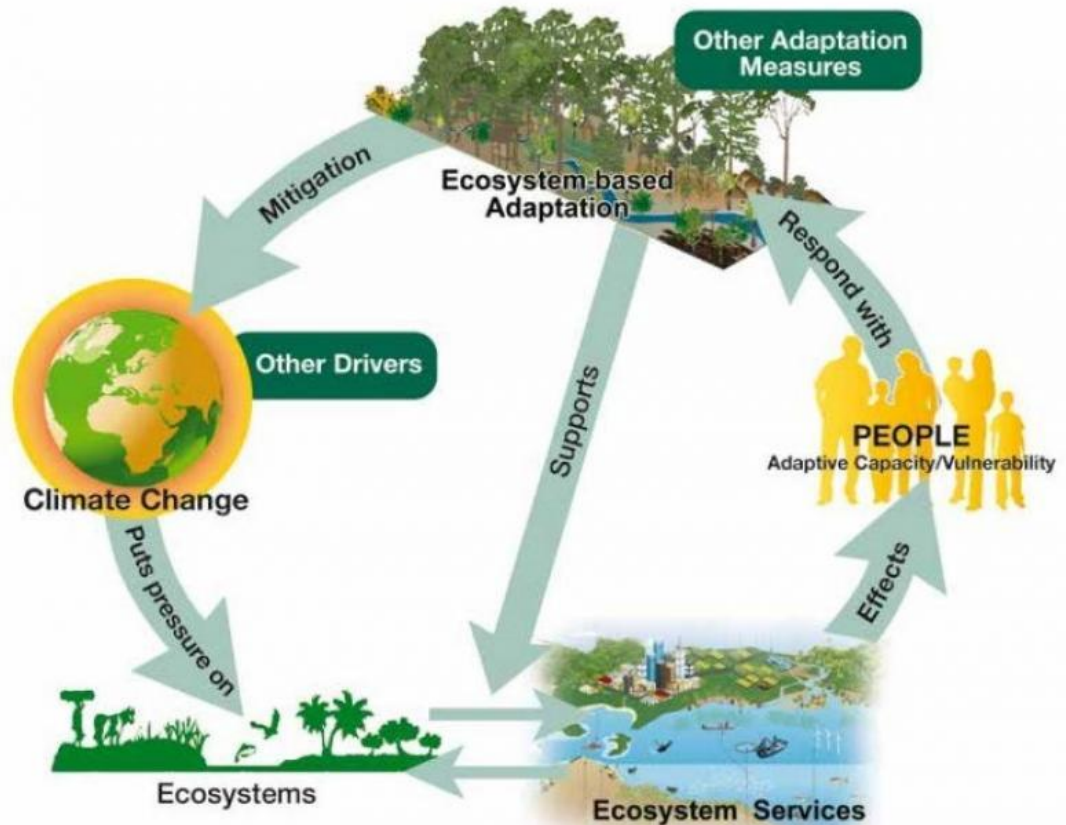 Other Adaptation
Measures
Mitigation
Ecosystem-based
Adaptation
Respond with
Other Drivers
Supports
PEOPLE
Adaptive Capacity/Vulnerability
Climate Change
Puts pressure on
Effects
Ecosystems
Ecosystem Services